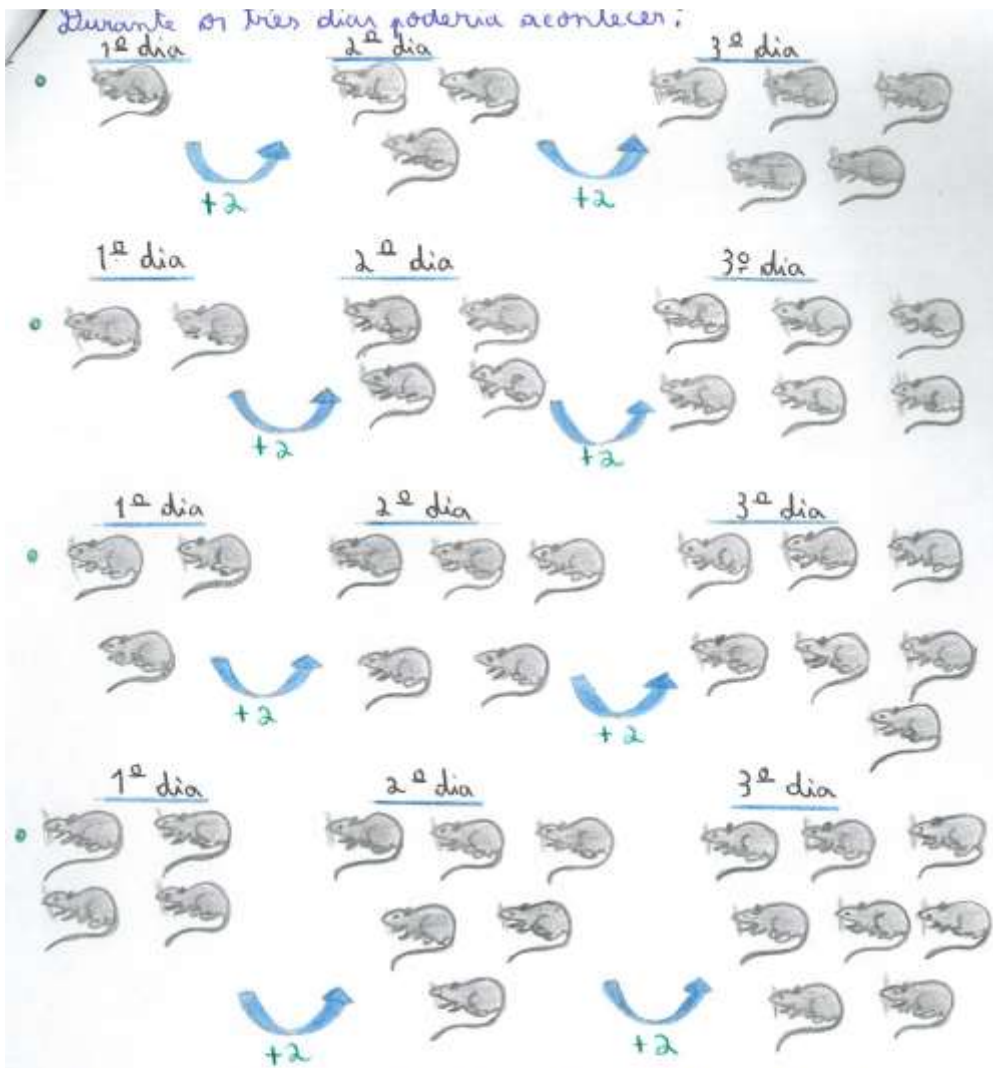 Durante os três dias poderia acontecer:
1º dia 2º dia 3º dia
+2 +2
1º dia 2º dia 3º dia
+2 +2
1º dia 2º dia 3º dia
+2 +2
1º dia 2º dia 3º dia
+2 +2